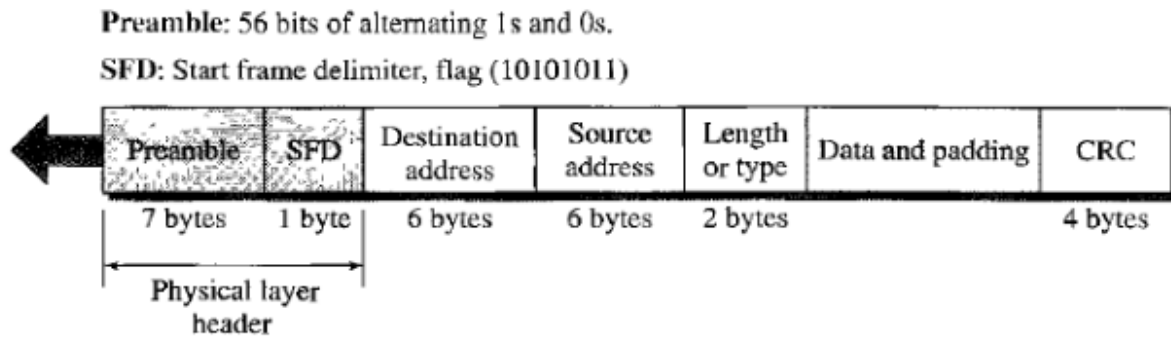 Preamble: 56 bits of alternating 1s and 0s.
SFD: Start frame delimiter, flag (10101011)
Preamble
SFD
Destination
address
Source
address
Length
or type
Data and padding
CRC
7 bytes
1 byte
6 bytes
6 bytes
2 bytes
4 bytes
Physical layer
header